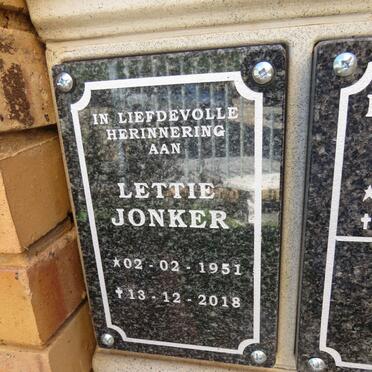 IN LIEFDEVOLLE
HERINNERING
AAN
LETTIE
JONKER
★02-02-1951
✝13-12-2018